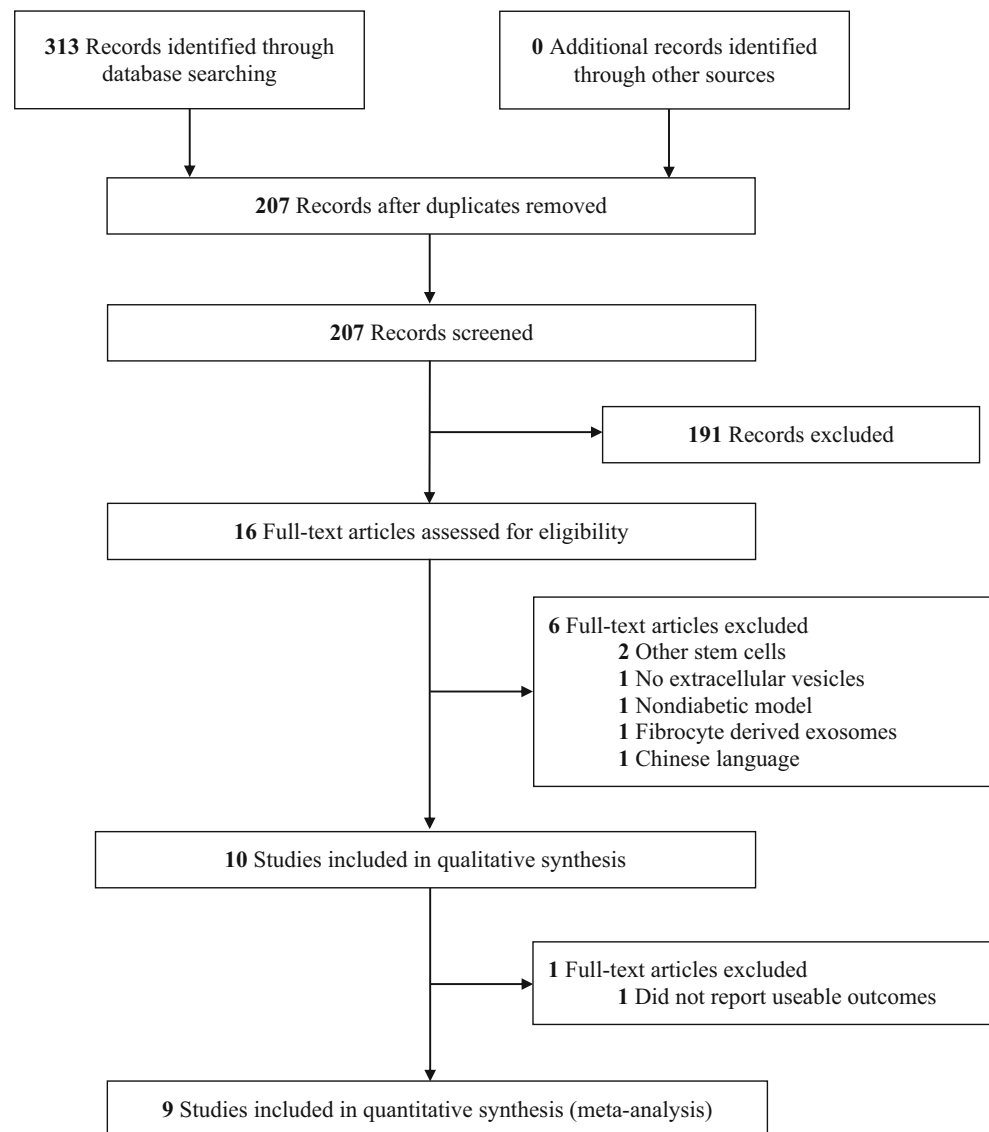 313 Records identified through
database searching
0 Additional records identified
through other sources
207 Records after duplicates removed
207 Records screened
191 Records excluded
16 Full-text articles assessed for eligibility
6 Full-text articles excluded
2 Other stem cells
1 No extracellular vesicles
1 Nondiabetic model
1 Fibrocyte derived exosomes
1 Chinese language
10 Studies included in qualitative synthesis
1 Full-text articles excluded
1 Did not report useable outcomes
9 Studies included in quantitative synthesis (meta-analysis)